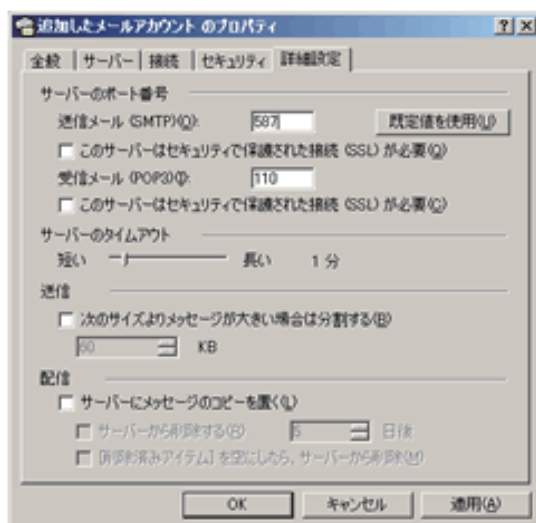 追加したメールアカウント のプロパティ
全般 サーバー 接続 セキュリティ 詳細設定
サーバーのポート番号
送信メール (SMTP)(O): 587 既定値を使用(U)
このサーバーはセキュリティで保護された接続 (SSL) が必要(Q)
受信メール (POP3)(I): 110
このサーバーはセキュリティで保護された接続 (SSL) が必要(C)
サーバーのタイムアウト
短い 長い 1 分
送信
次のサイズよりメッセージが大きい場合は分割する(B)
60 KB
配信
サーバーにメッセージのコピーを置く(L)
サーバーから削除する(R) 5 日後
[削除済みアイテム] を空にしたら、サーバーから削除(M)
OK キャンセル 適用(A)